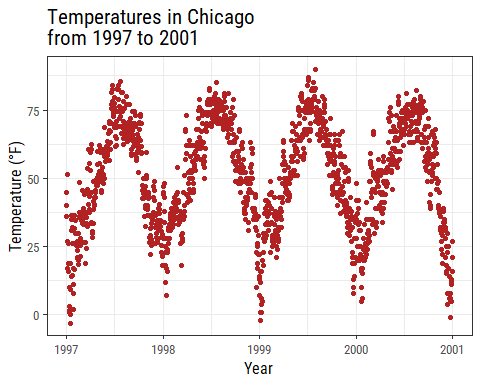 Temperatures in Chicago
from 1997 to 2001
75
50
25
0
Temperature (°F)
1997 1998 1999 2000 2001
Year